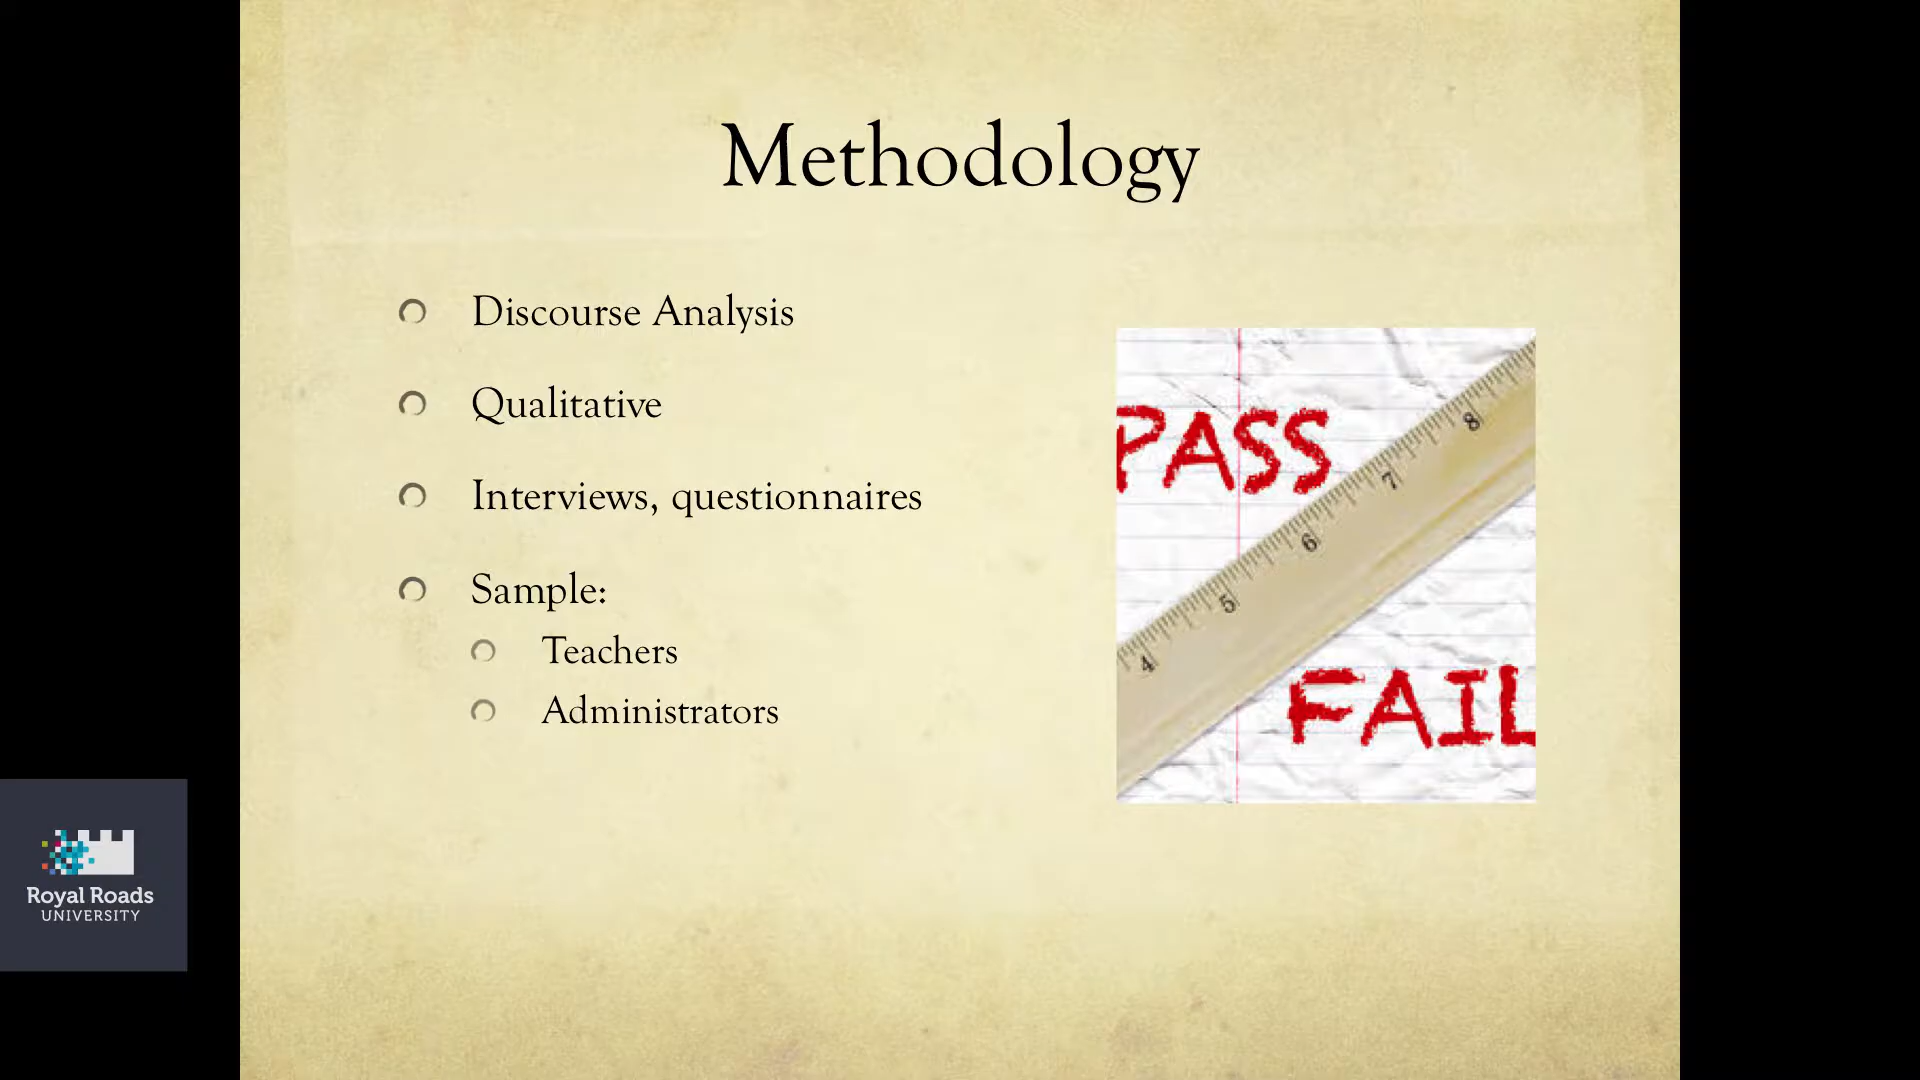 Methodology
Discourse Analysis
Qualitative
Interviews, questionnaires
Sample:
Teachers
Administrators
PASS
8
7
6
5
4
FAIL
Royal Roads
UNIVERSITY